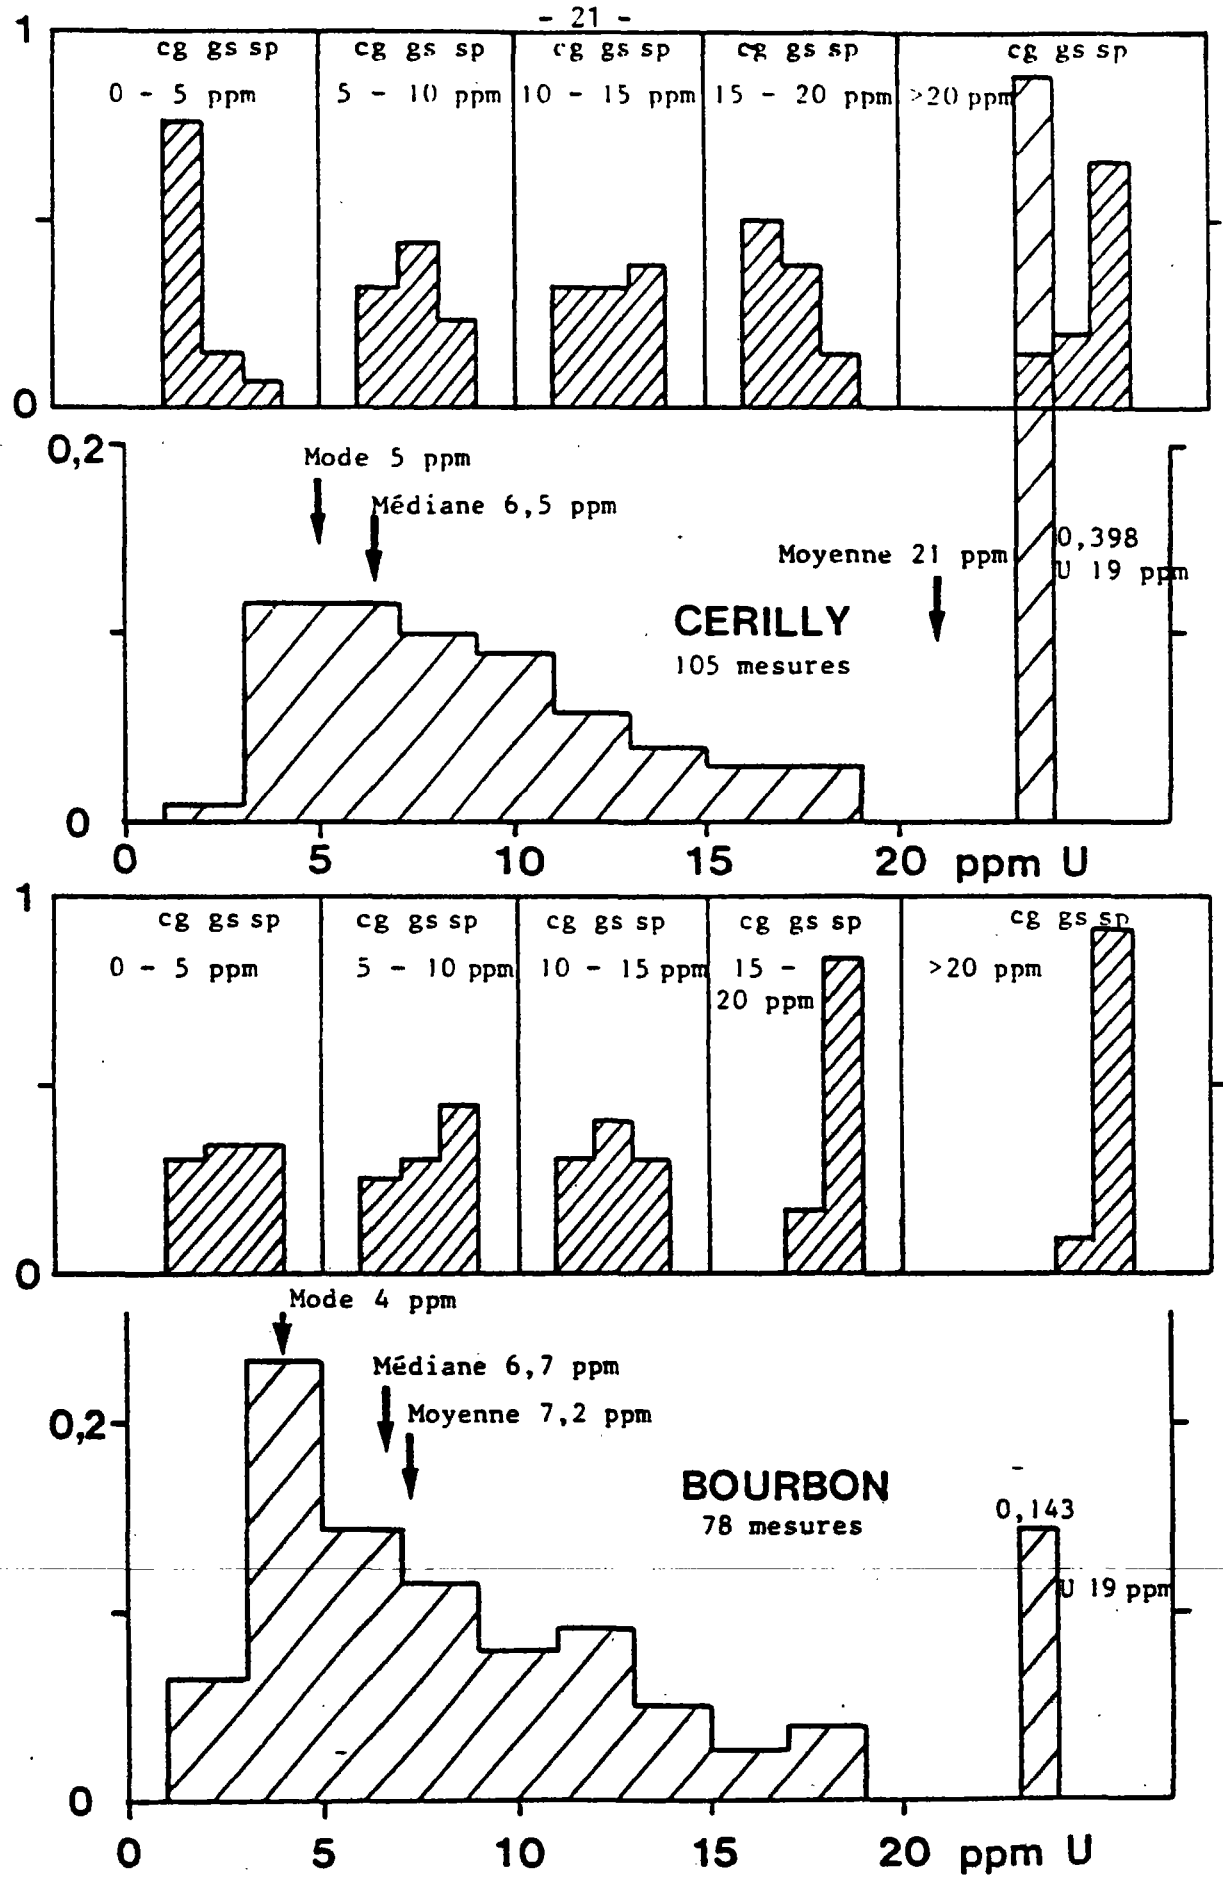 - 21 -
1
cg gs sp cg gs sp cg gs sp cg gs sp cg gs sp
0 - 5 ppm 5 - 10 ppm 10 - 15 ppm 15 - 20 ppm >20 ppm
0
0,2
Mode 5 ppm
Médiane 6,5 ppm
Moyenne 21 ppm
0,398
U 19 ppm
CERILLY
105 mesures
0
0 5 10 15 20 ppm U
1
cg gs sp cg gs sp cg gs sp cg gs sp cg gs sp
0 - 5 ppm 5 - 10 ppm 10 - 15 ppm 15 - >20 ppm
20 ppm
0
Mode 4 ppm
Médiane 6,7 ppm
Moyenne 7,2 ppm
0,2
BOURBON
78 mesures
0,143
U 19 ppm
0
0 5 10 15 20 ppm U